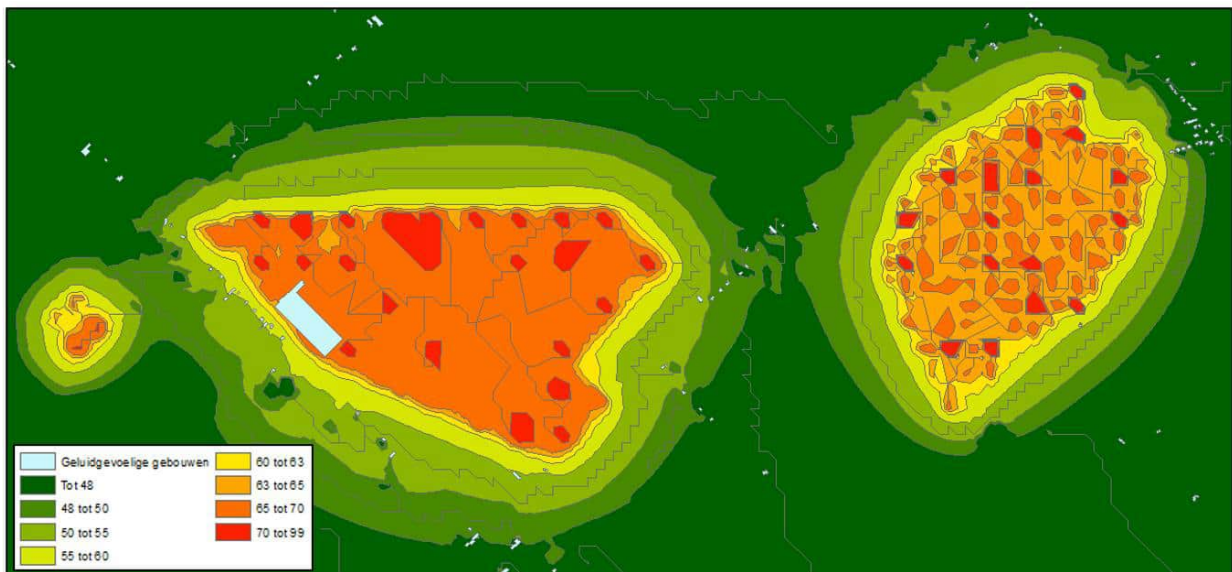 Geluidgevoelige gebouwen
Tot 48
48 tot 50
50 tot 55
55 tot 60
60 tot 63
63 tot 65
65 tot 70
70 tot 99